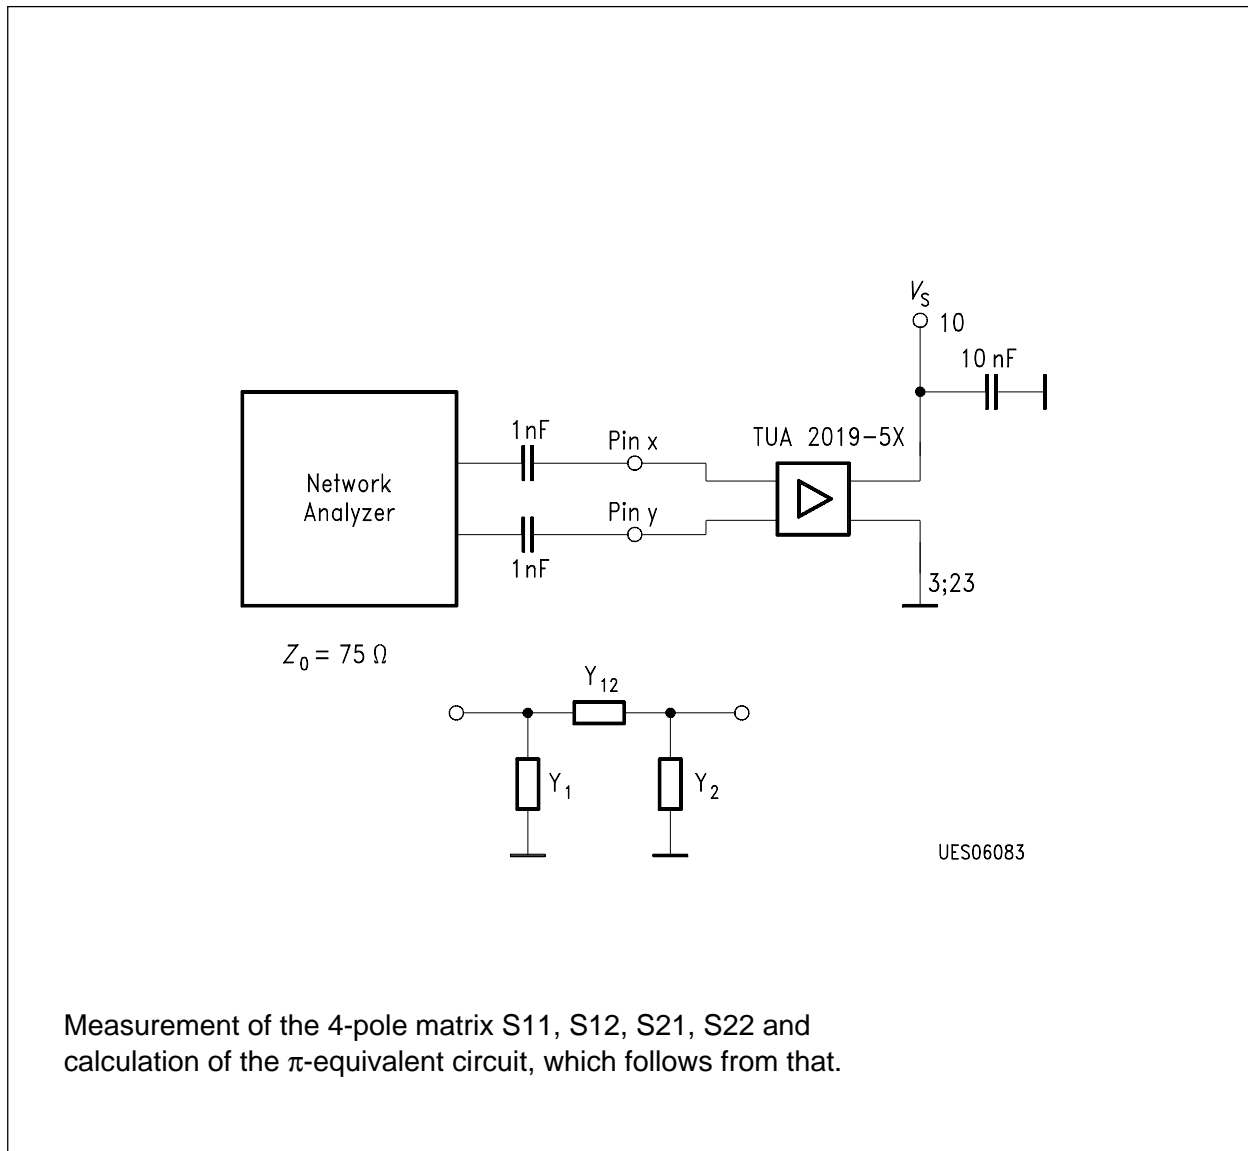 V_S
10
10 nF
TUA 2019-5X
1nF
Pin x
Network
Analyzer
Pin y
1nF
3;23
Z_0 = 75 Ω
Y_12
Y_1
Y_2
UES06083
Measurement of the 4-pole matrix S11, S12, S21, S22 and
calculation of the π-equivalent circuit, which follows from that.